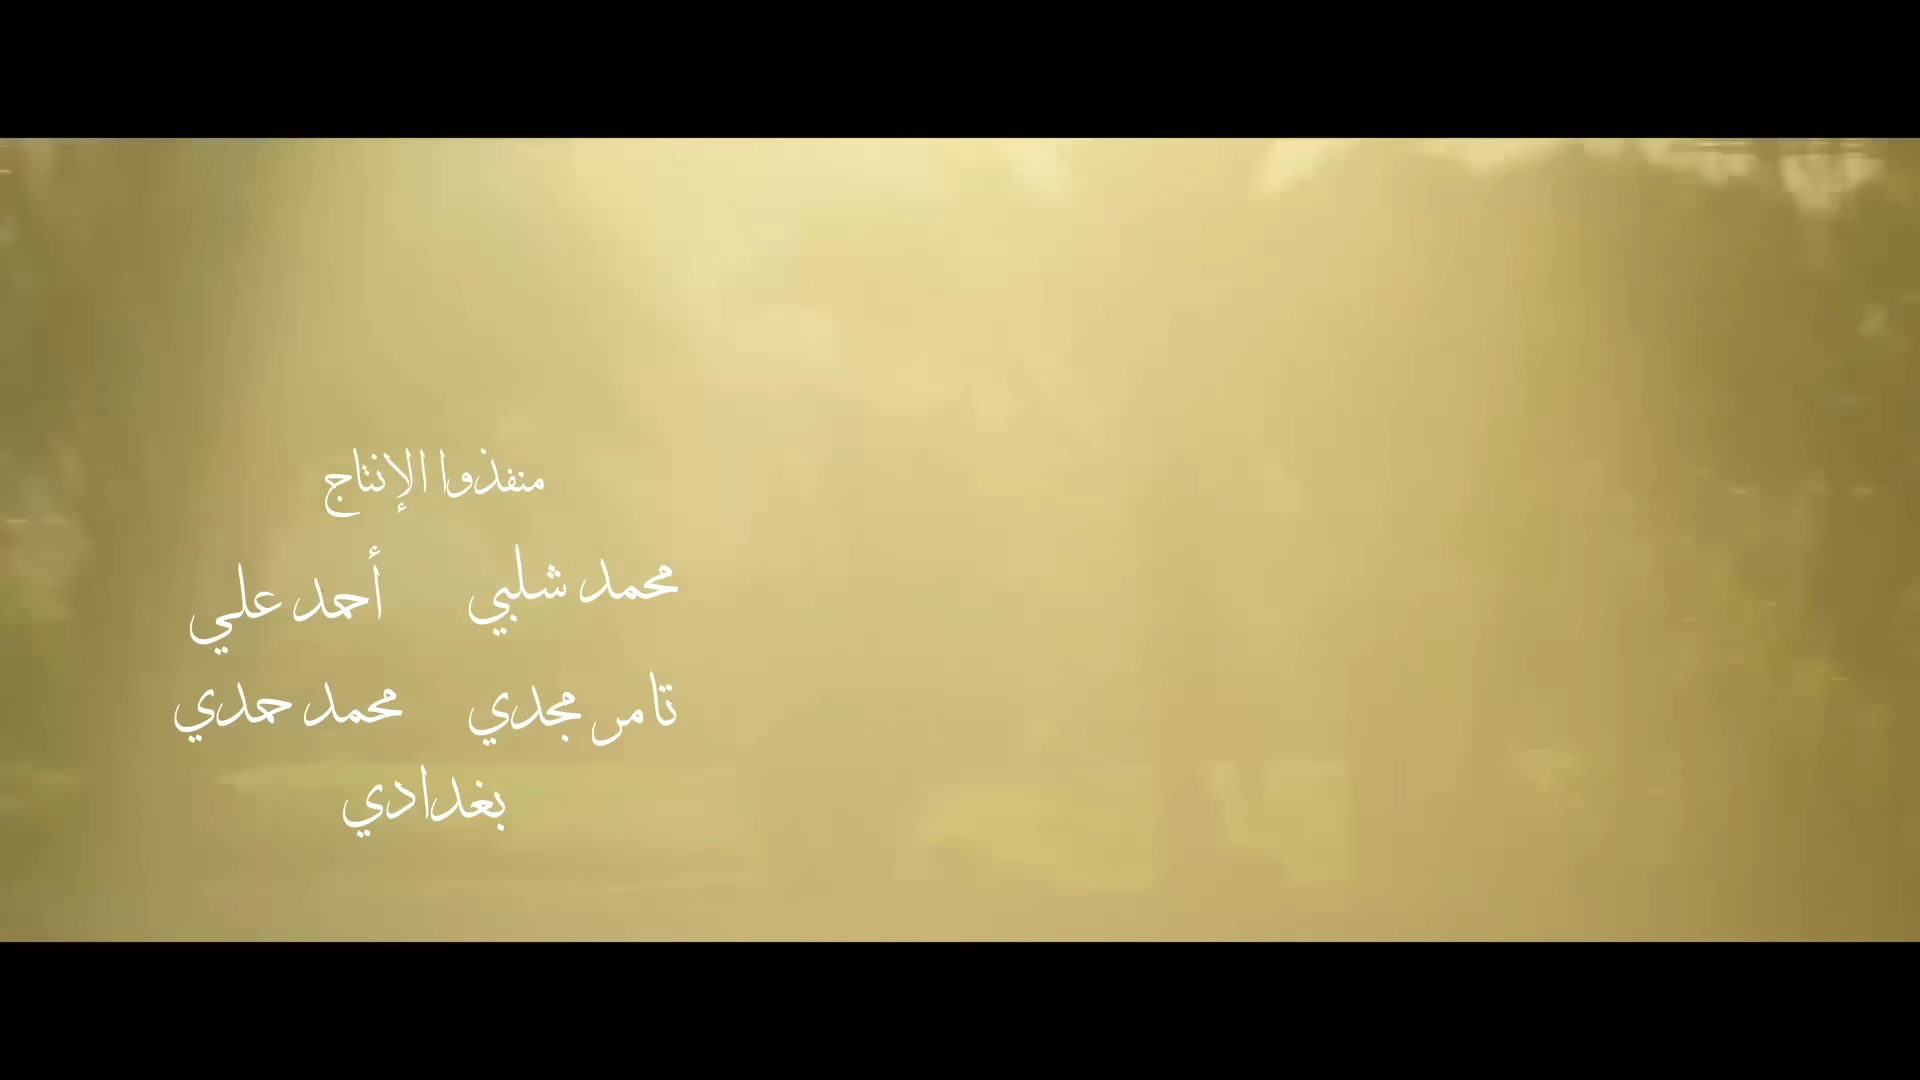 منفذوا الإنتاج
محمد شلبي أحمد علي
تامر مجدي محمد حمدي
بغدادي